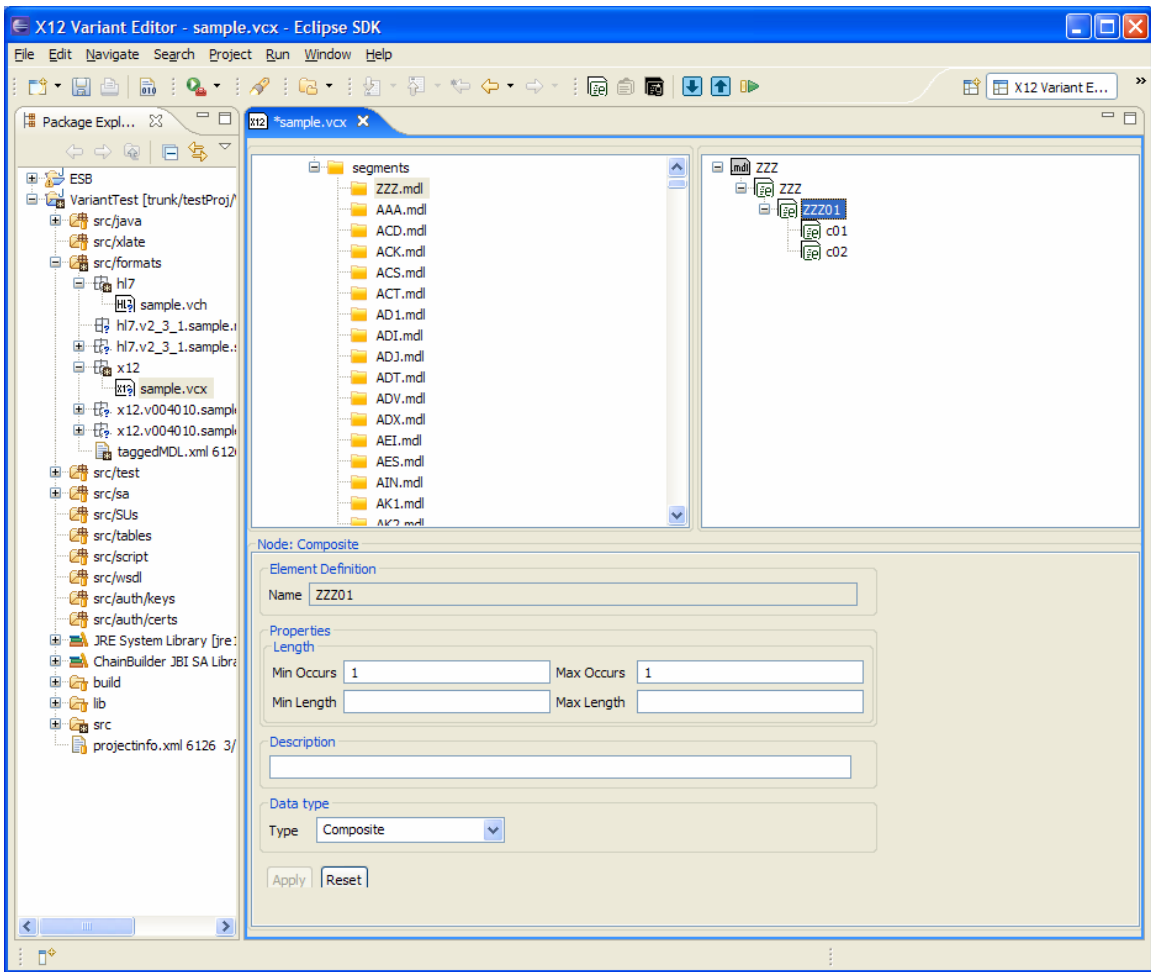 X12 Variant Editor - sample.vcx - Eclipse SDK
File Edit Navigate Search Project Run Window Help
X12 Variant E...
Package Expl...
ESB
VariantTest [trunk/testProj/
src/java
src/xlate
src/formats
hl7
sample.vch
hl7.v2_3_1.sample.
hl7.v2_3_1.sample.
x12
sample.vcx
x12.v004010.sampl
x12.v004010.sampl
taggedMDL.xml 612
src/test
src/sa
src/SUs
src/tables
src/script
src/wsdl
src/auth/keys
src/auth/certs
JRE System Library [jre
ChainBuilder JBI SA Libra
build
lib
src
projectinfo.xml 6126 3/
*sample.vcx
segments
ZZZ.mdl
AAA.mdl
ACD.mdl
ACK.mdl
ACS.mdl
ACT.mdl
AD1.mdl
ADI.mdl
ADJ.mdl
ADT.mdl
ADV.mdl
ADX.mdl
AEI.mdl
AES.mdl
AIN.mdl
AK1.mdl
AK2.mdl
mdl ZZZ
ZZZ
ZZZ01
c01
c02
Node: Composite
Element Definition
Name ZZZ01
Properties
Length
Min Occurs 1 Max Occurs 1
Min Length Max Length
Description
Data type
Type Composite
Apply Reset